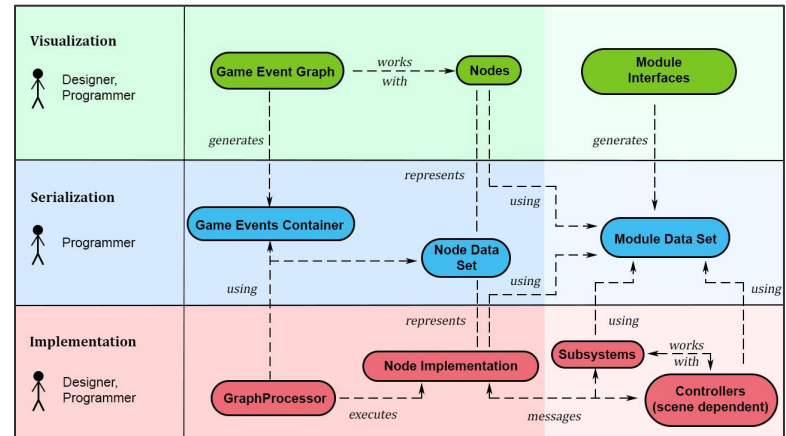 Visualization
Designer,
Programmer
Game Event Graph
works
with
Nodes
Module
Interfaces
generates
generates
represents
using
Serialization
Programmer
Game Events Container
Node Data
Set
Module Data Set
using
using
using
using
represents
Implementation
Designer,
Programmer
GraphProcessor
executes
Node Implementation
messages
Subsystems
works
with
Controllers
(scene dependent)